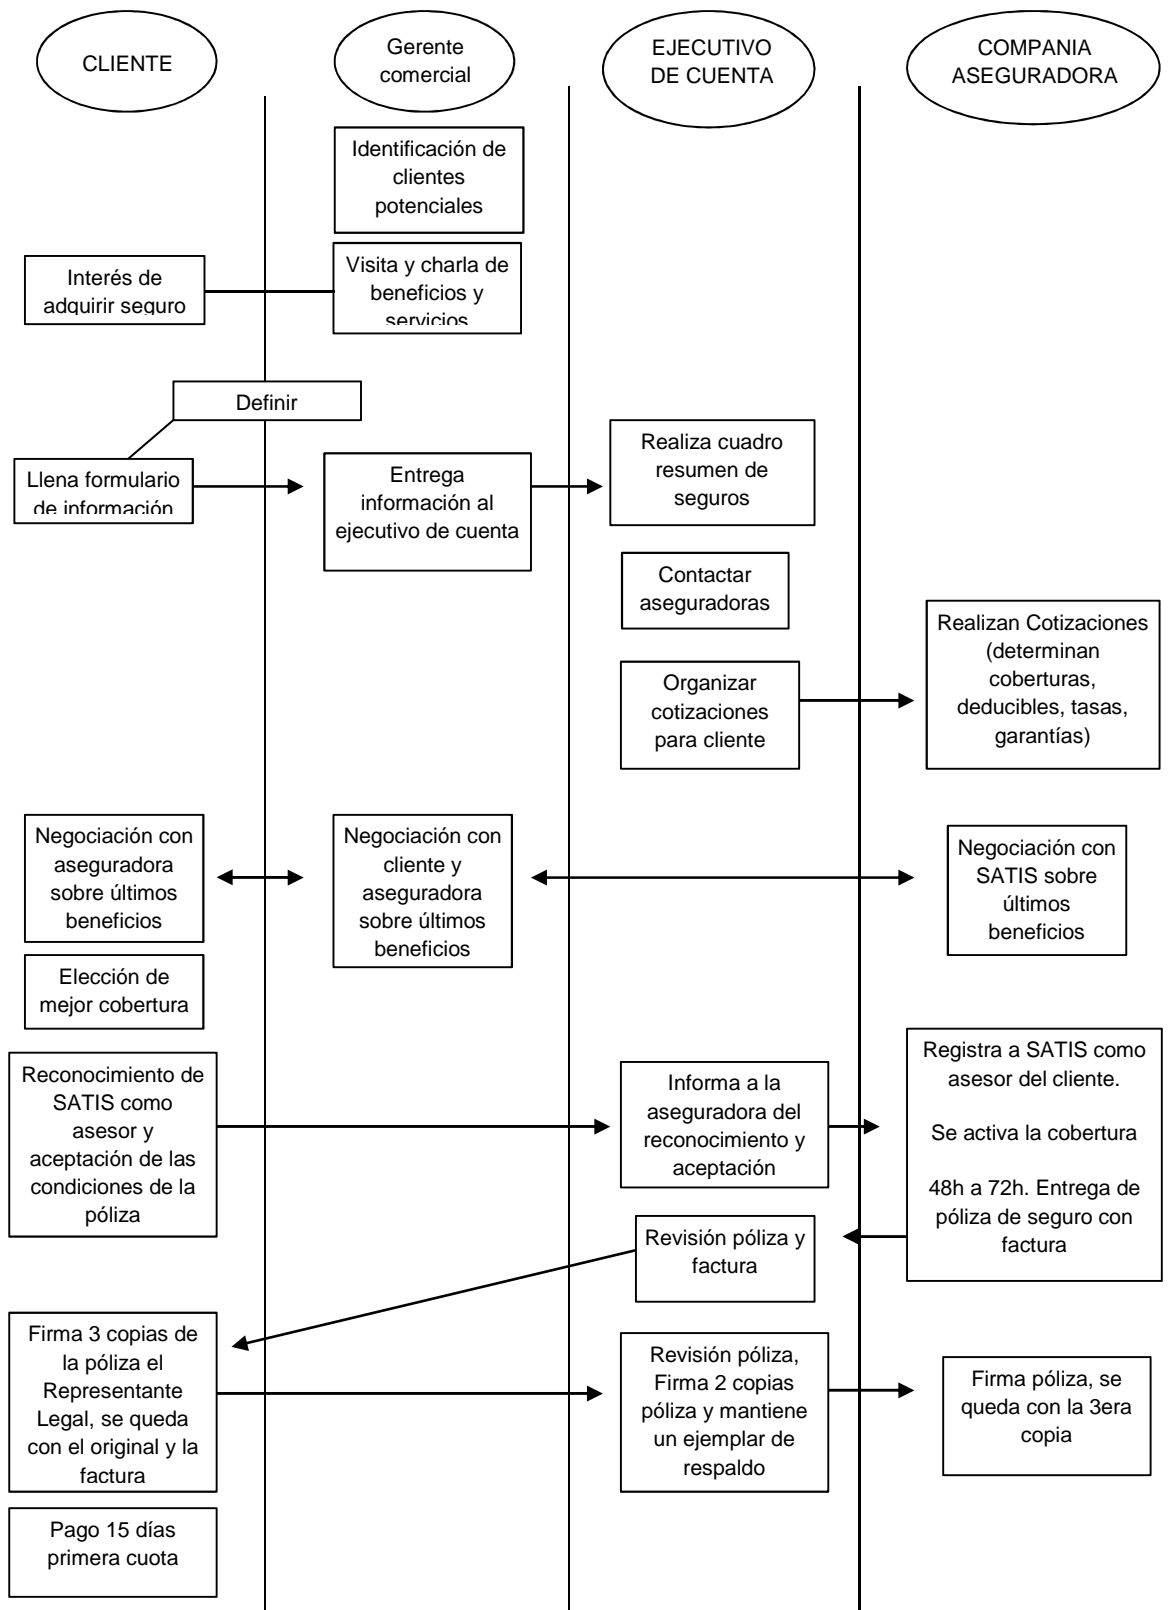 CLIENTE
Gerente
comercial
EJECUTIVO
DE CUENTA
COMPANIA
ASEGURADORA
Identificación de
clientes
potenciales
Interés de
adquirir seguro
Visita y charla de
beneficios y
servicios
Definir
Llena formulario
de información
Entrega
información al
ejecutivo de cuenta
Realiza cuadro
resumen de
seguros
Contactar
aseguradoras
Organizar
cotizaciones
para cliente
Realizan Cotizaciones
(determinan
coberturas,
deducibles, tasas,
garantías)
Negociación con
aseguradora
sobre últimos
beneficios
Negociación con
cliente y
aseguradora
sobre últimos
beneficios
Negociación con
SATIS sobre
últimos
beneficios
Elección de
mejor cobertura
Reconocimiento de
SATIS como
asesor y
aceptación de las
condiciones de la
póliza
Informa a la
aseguradora del
reconocimiento y
aceptación
Registra a SATIS como
asesor del cliente.
Se activa la cobertura
48h a 72h. Entrega de
póliza de seguro con
factura
Revisión póliza y
factura
Firma 3 copias de
la póliza el
Representante
Legal, se queda
con el original y la
factura
Revisión póliza,
Firma 2 copias
póliza y mantiene
un ejemplar de
respaldo
Firma póliza, se
queda con la 3era
copia
Pago 15 días
primera cuota